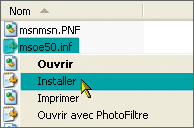 Nom
msnmsn.PNF
msoe50.inf
Ouvrir
Installer
Imprimer
Ouvrir avec PhotoFiltre